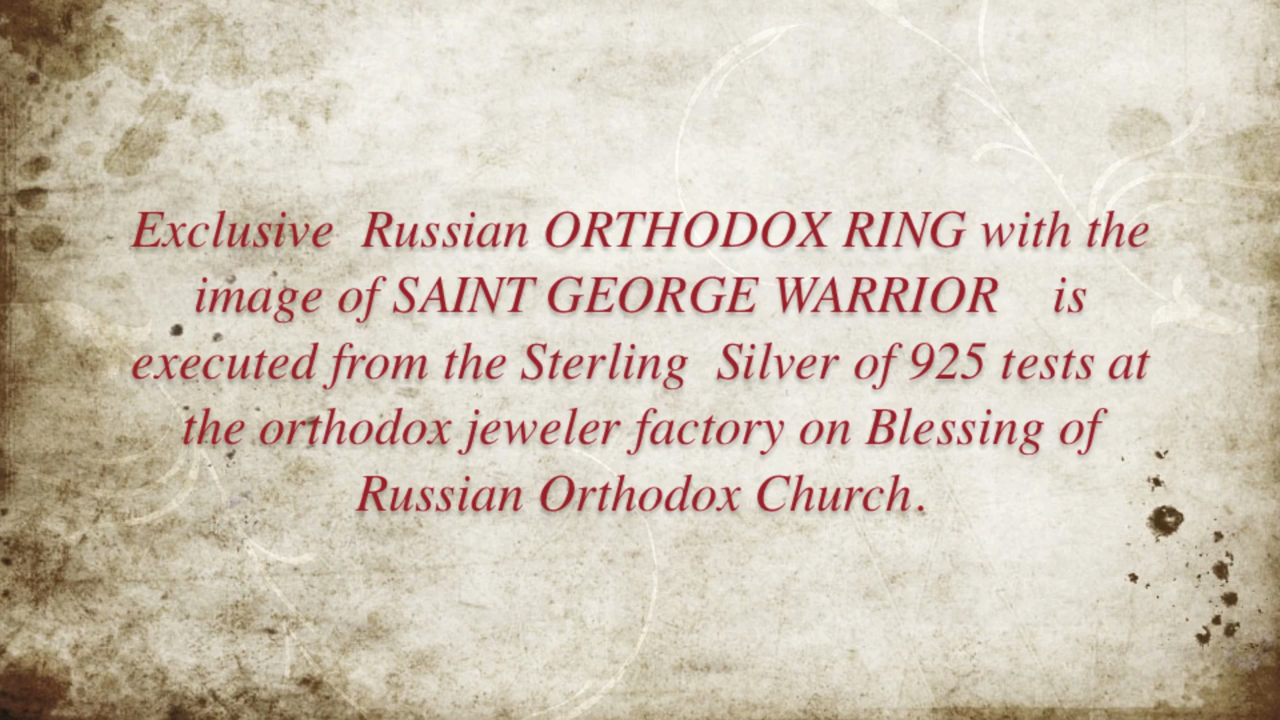 Exclusive  Russian ORTHODOX RING with the
image of SAINT GEORGE WARRIOR    is
executed from the Sterling  Silver of 925 tests at
the orthodox jeweler factory on Blessing of
Russian Orthodox Church.